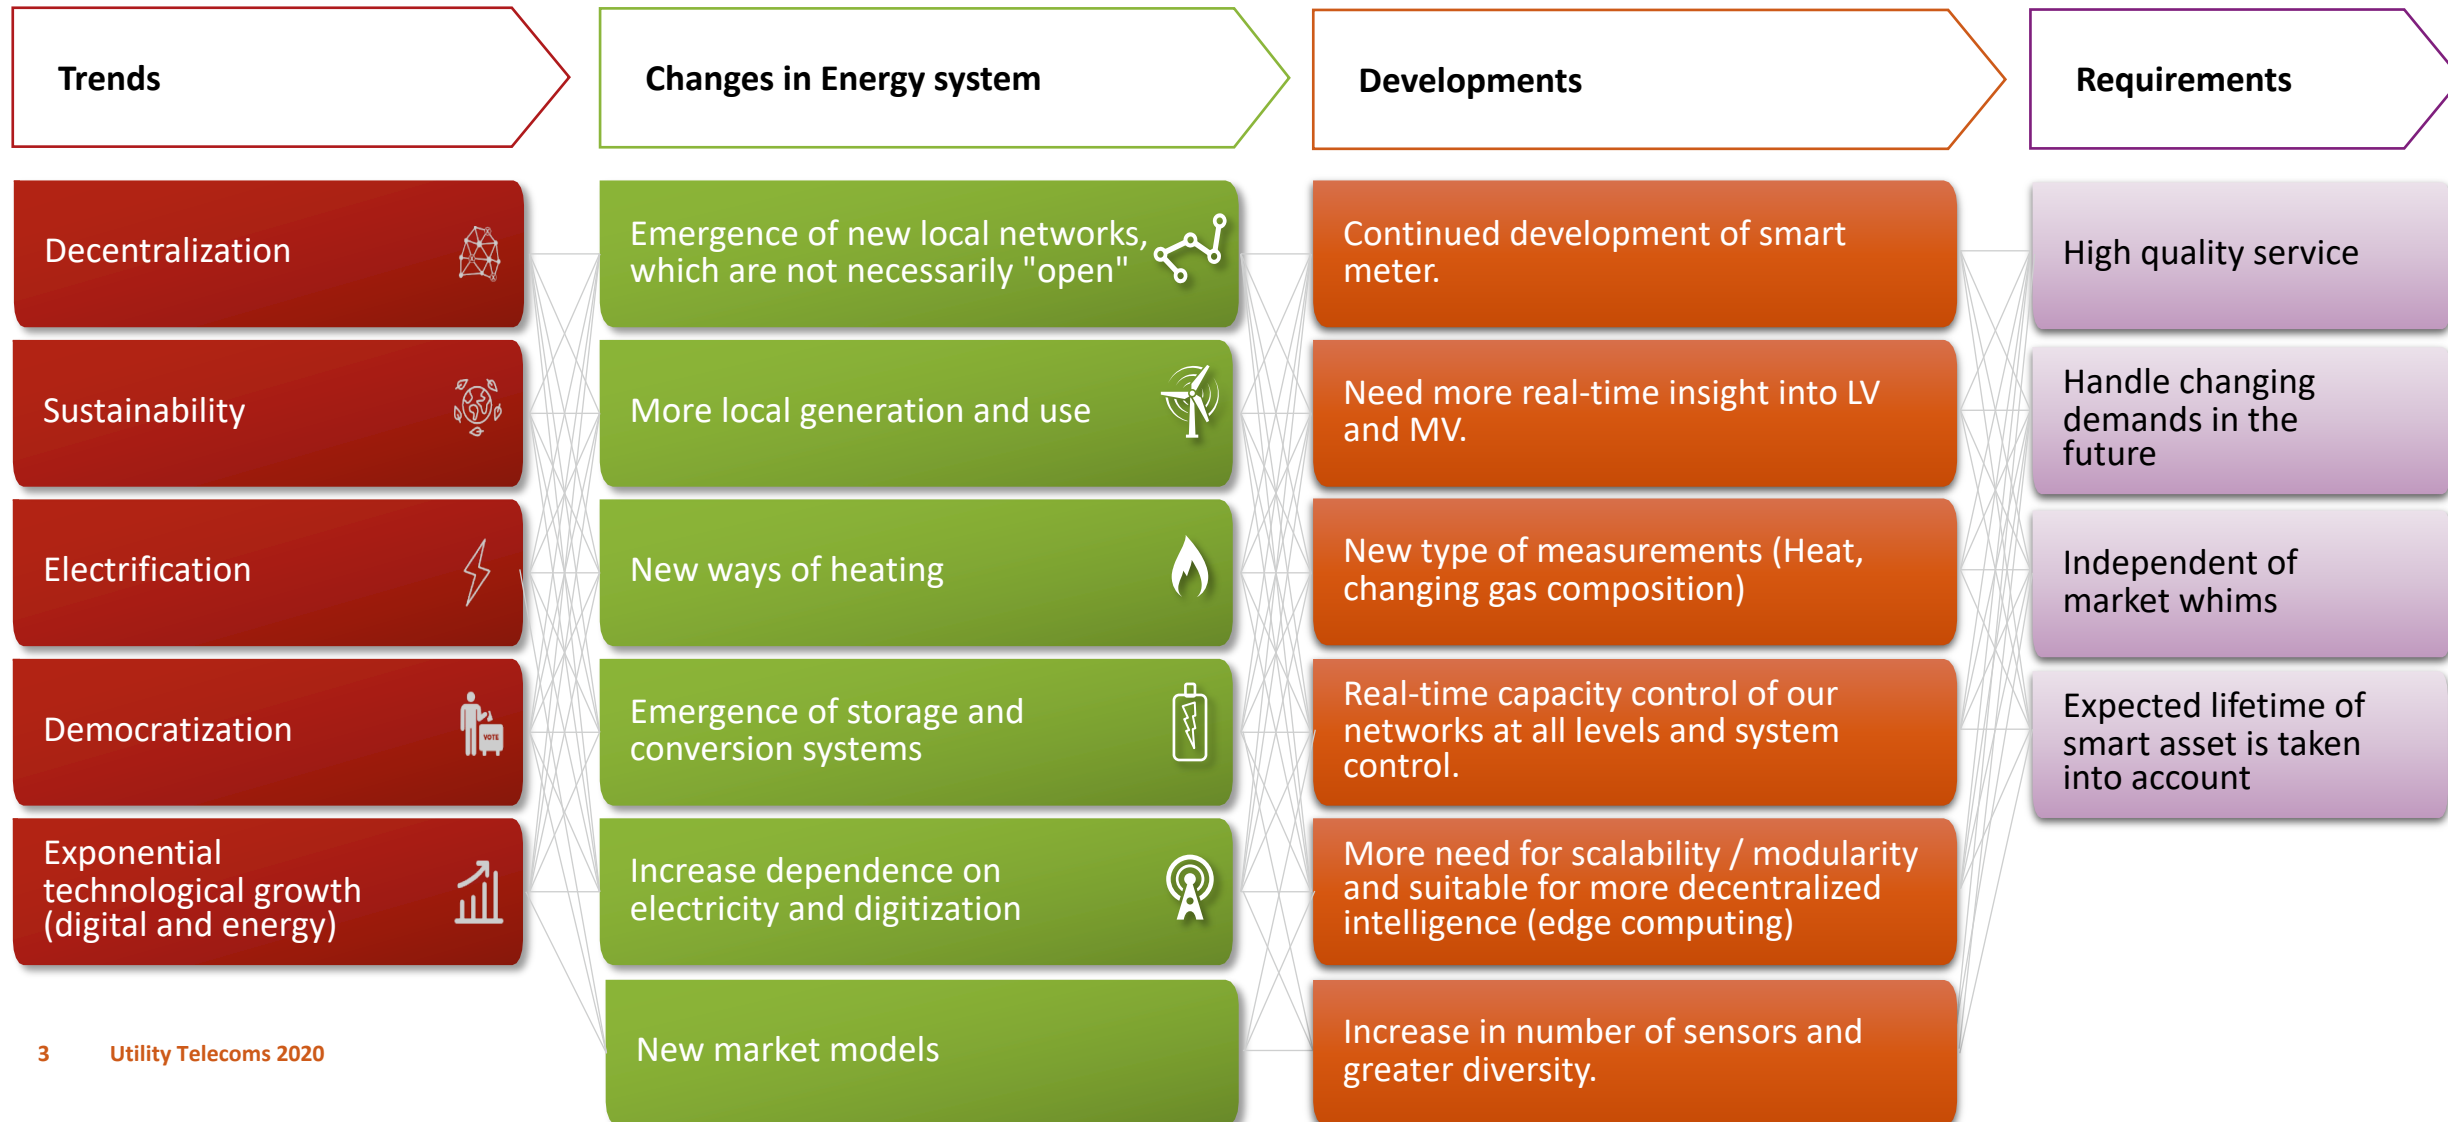 Trends
Changes in Energy system
Developments
Requirements
Decentralization
Sustainability
Electrification
Democratization
VOTE
Exponential
technological growth
(digital and energy)
Emergence of new local networks,
which are not necessarily "open"
More local generation and use
New ways of heating
Emergence of storage and
conversion systems
Increase dependence on
electricity and digitization
New market models
Continued development of smart
meter.
Need more real-time insight into LV
and MV.
New type of measurements (Heat,
changing gas composition)
Real-time capacity control of our
networks at all levels and system
control.
More need for scalability / modularity
and suitable for more decentralized
intelligence (edge computing)
Increase in number of sensors and
greater diversity.
High quality service
Handle changing
demands in the
future
Independent of
market whims
Expected lifetime of
smart asset is taken
into account
3 Utility Telecoms 2020